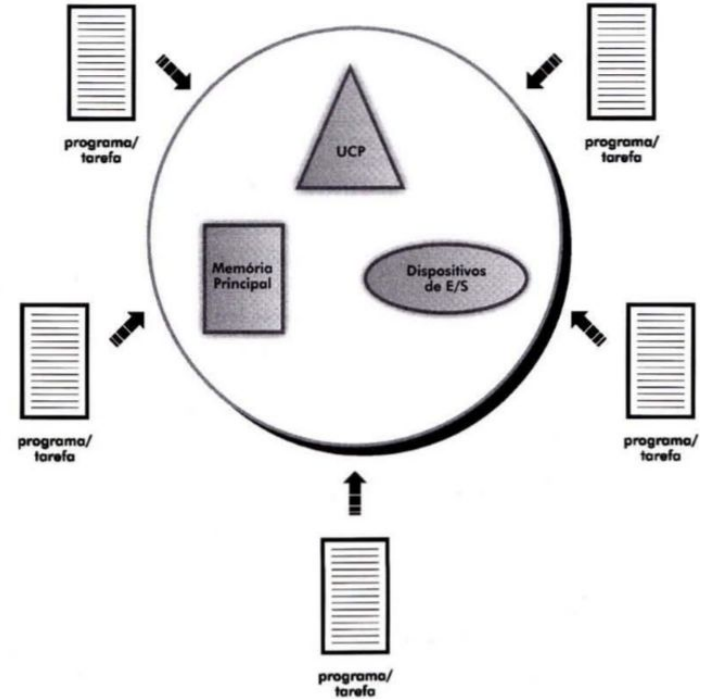 programa/
tarefa
programa/
tarefa
UCP
Memória
Principal
Dispositivos
de E/S
programa/
tarefa
programa/
tarefa
programa/
tarefa